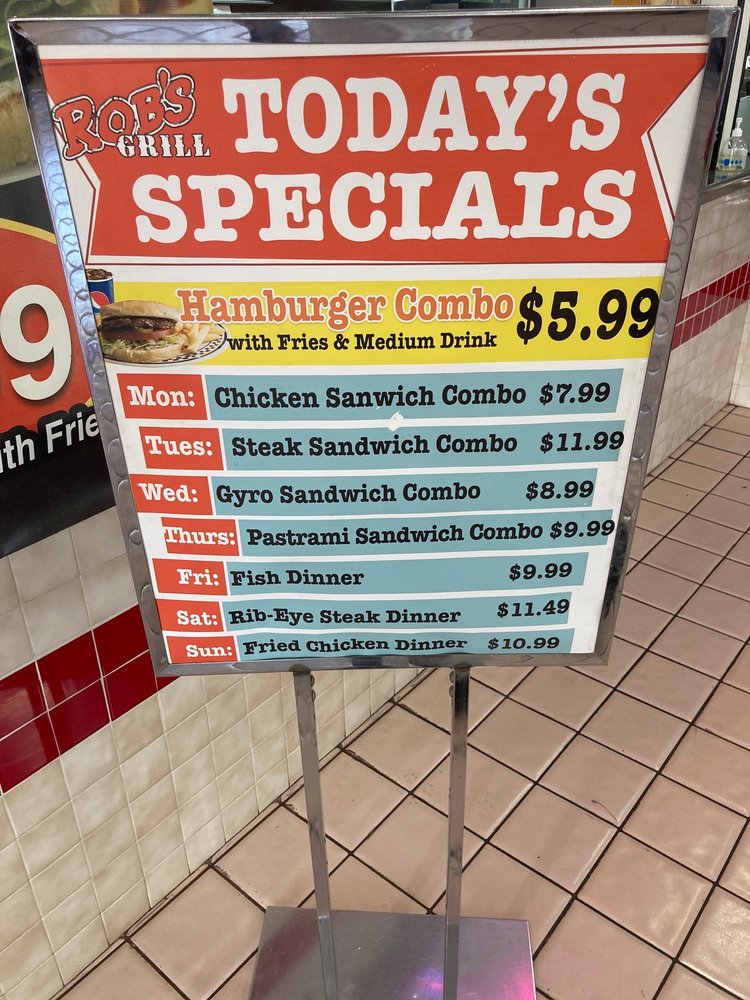 ROB'S
GRILL
TODAY'S
SPECIALS
Hamburger Combo $5.99
with Fries & Medium Drink
Mon: Chicken Sanwich Combo $7.99
Tues: Steak Sandwich Combo $11.99
Wed: Gyro Sandwich Combo $8.99
Thurs: Pastrami Sandwich Combo $9.99
Fri: Fish Dinner $9.99
Sat: Rib-Eye Steak Dinner $11.49
Sun: Fried Chicken Dinner $10.99
9
th Frie